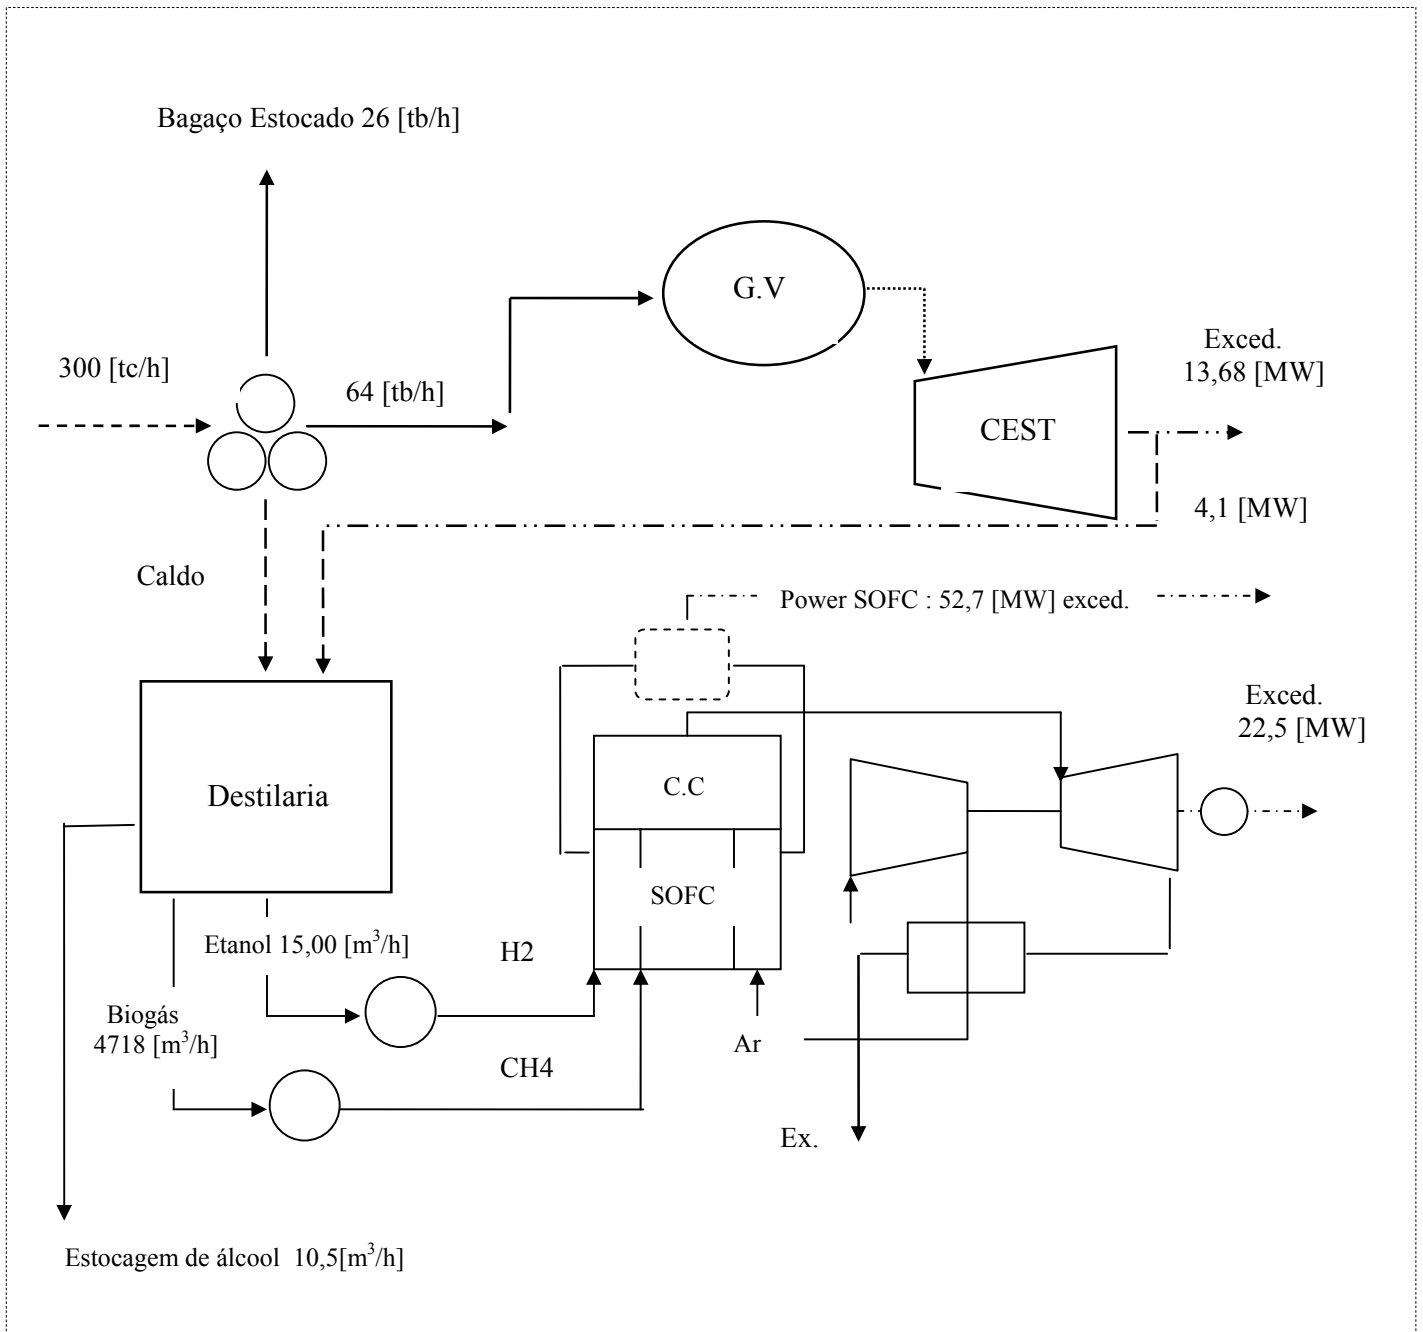 Bagaço Estocado 26 [tb/h]
G.V
Exced.
13,68 [MW]
300 [tc/h]
64 [tb/h]
CEST
4,1 [MW]
Caldo
Power SOFC : 52,7 [MW] exced.
Exced.
22,5 [MW]
C.C
Destilaria
SOFC
Etanol 15,00 [m³/h]
H2
Biogás
4718 [m³/h]
Ar
CH4
Ex.
Estocagem de álcool 10,5[m³/h]